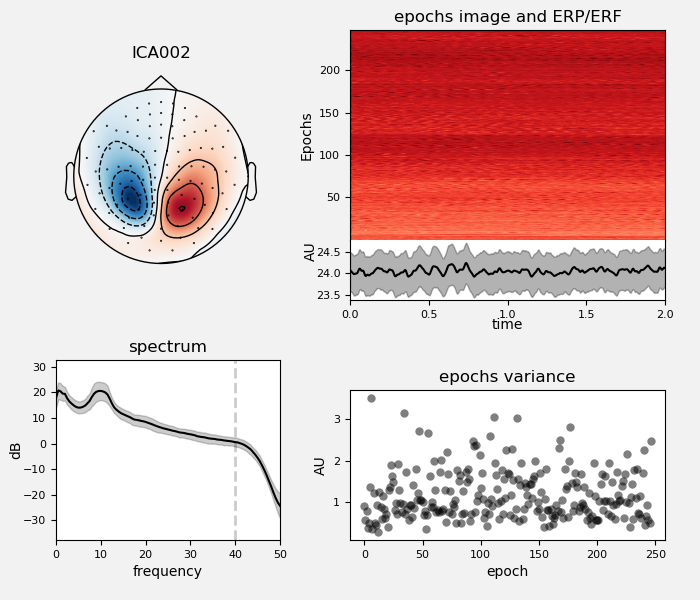 ICA002
epochs image and ERP/ERF
Epochs
200
150
100
50
AU
24.5
24.0
23.5
0.0 0.5 1.0 1.5 2.0
time
spectrum
dB
30
20
10
0
−10
−20
−30
0 10 20 30 40 50
frequency
epochs variance
AU
3
2
1
0 50 100 150 200 250
epoch